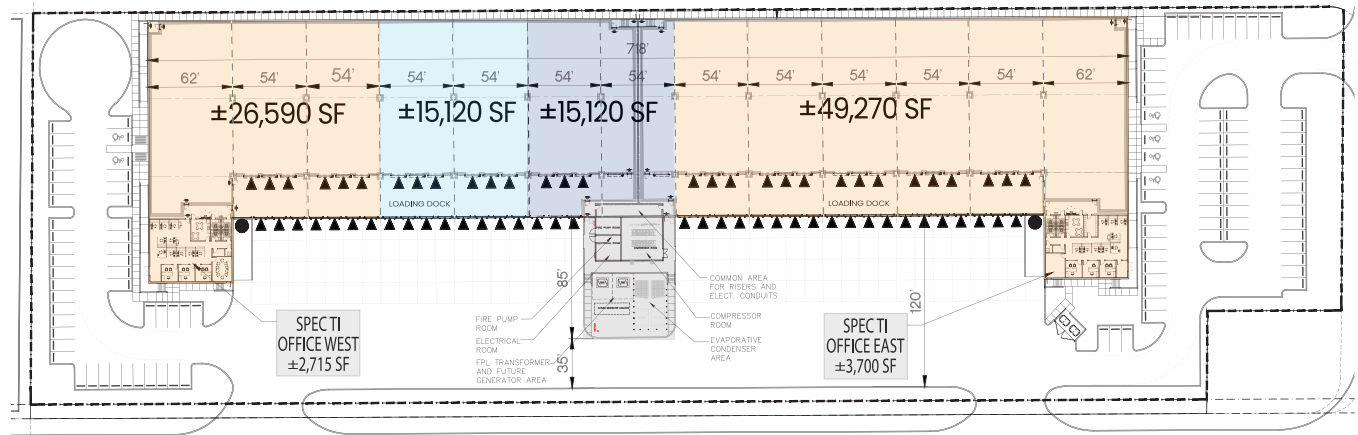 718'
62'
54'
54'
54'
54'
54'
54'
54'
54'
54'
54'
54'
62'
±26,590 SF
±15,120 SF
±15,120 SF
±49,270 SF
LOADING DOCK
LOADING DOCK
85'
35'
120'
COMMON AREA
FOR RISERS AND
ELECT. CONDUITS
COMPRESSOR
ROOM
EVAPORATIVE
CONDENSER
AREA
FIRE PUMP
ROOM
ELECTRICAL
ROOM
FPL TRANSFORMER
AND FUTURE
GENERATOR AREA
SPEC TI
OFFICE WEST
±2,715 SF
SPEC TI
OFFICE EAST
±3,700 SF